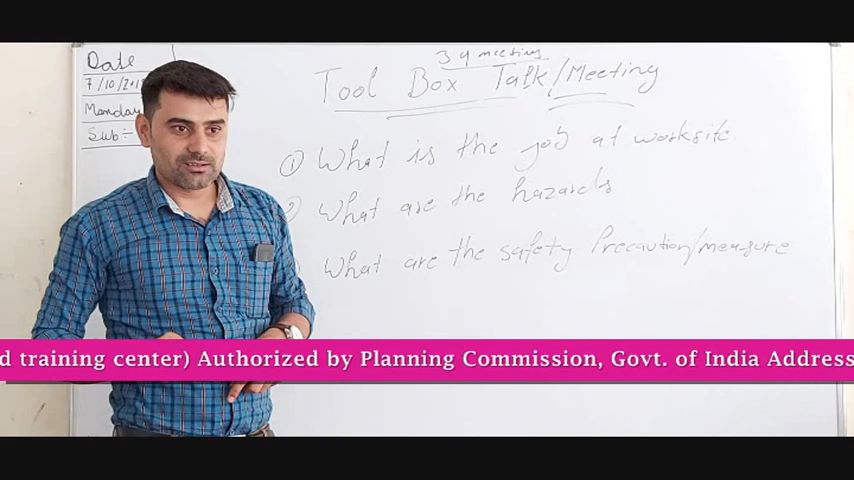 Date
7/10/201
Monday
Sub:-
3 q meeting
Tool Box Talk/Meeting
① What is the job at worksite.
② What are the hazards
What are the safety Precaution/measure
d training center) Authorized by Planning Commission, Govt. of India Address